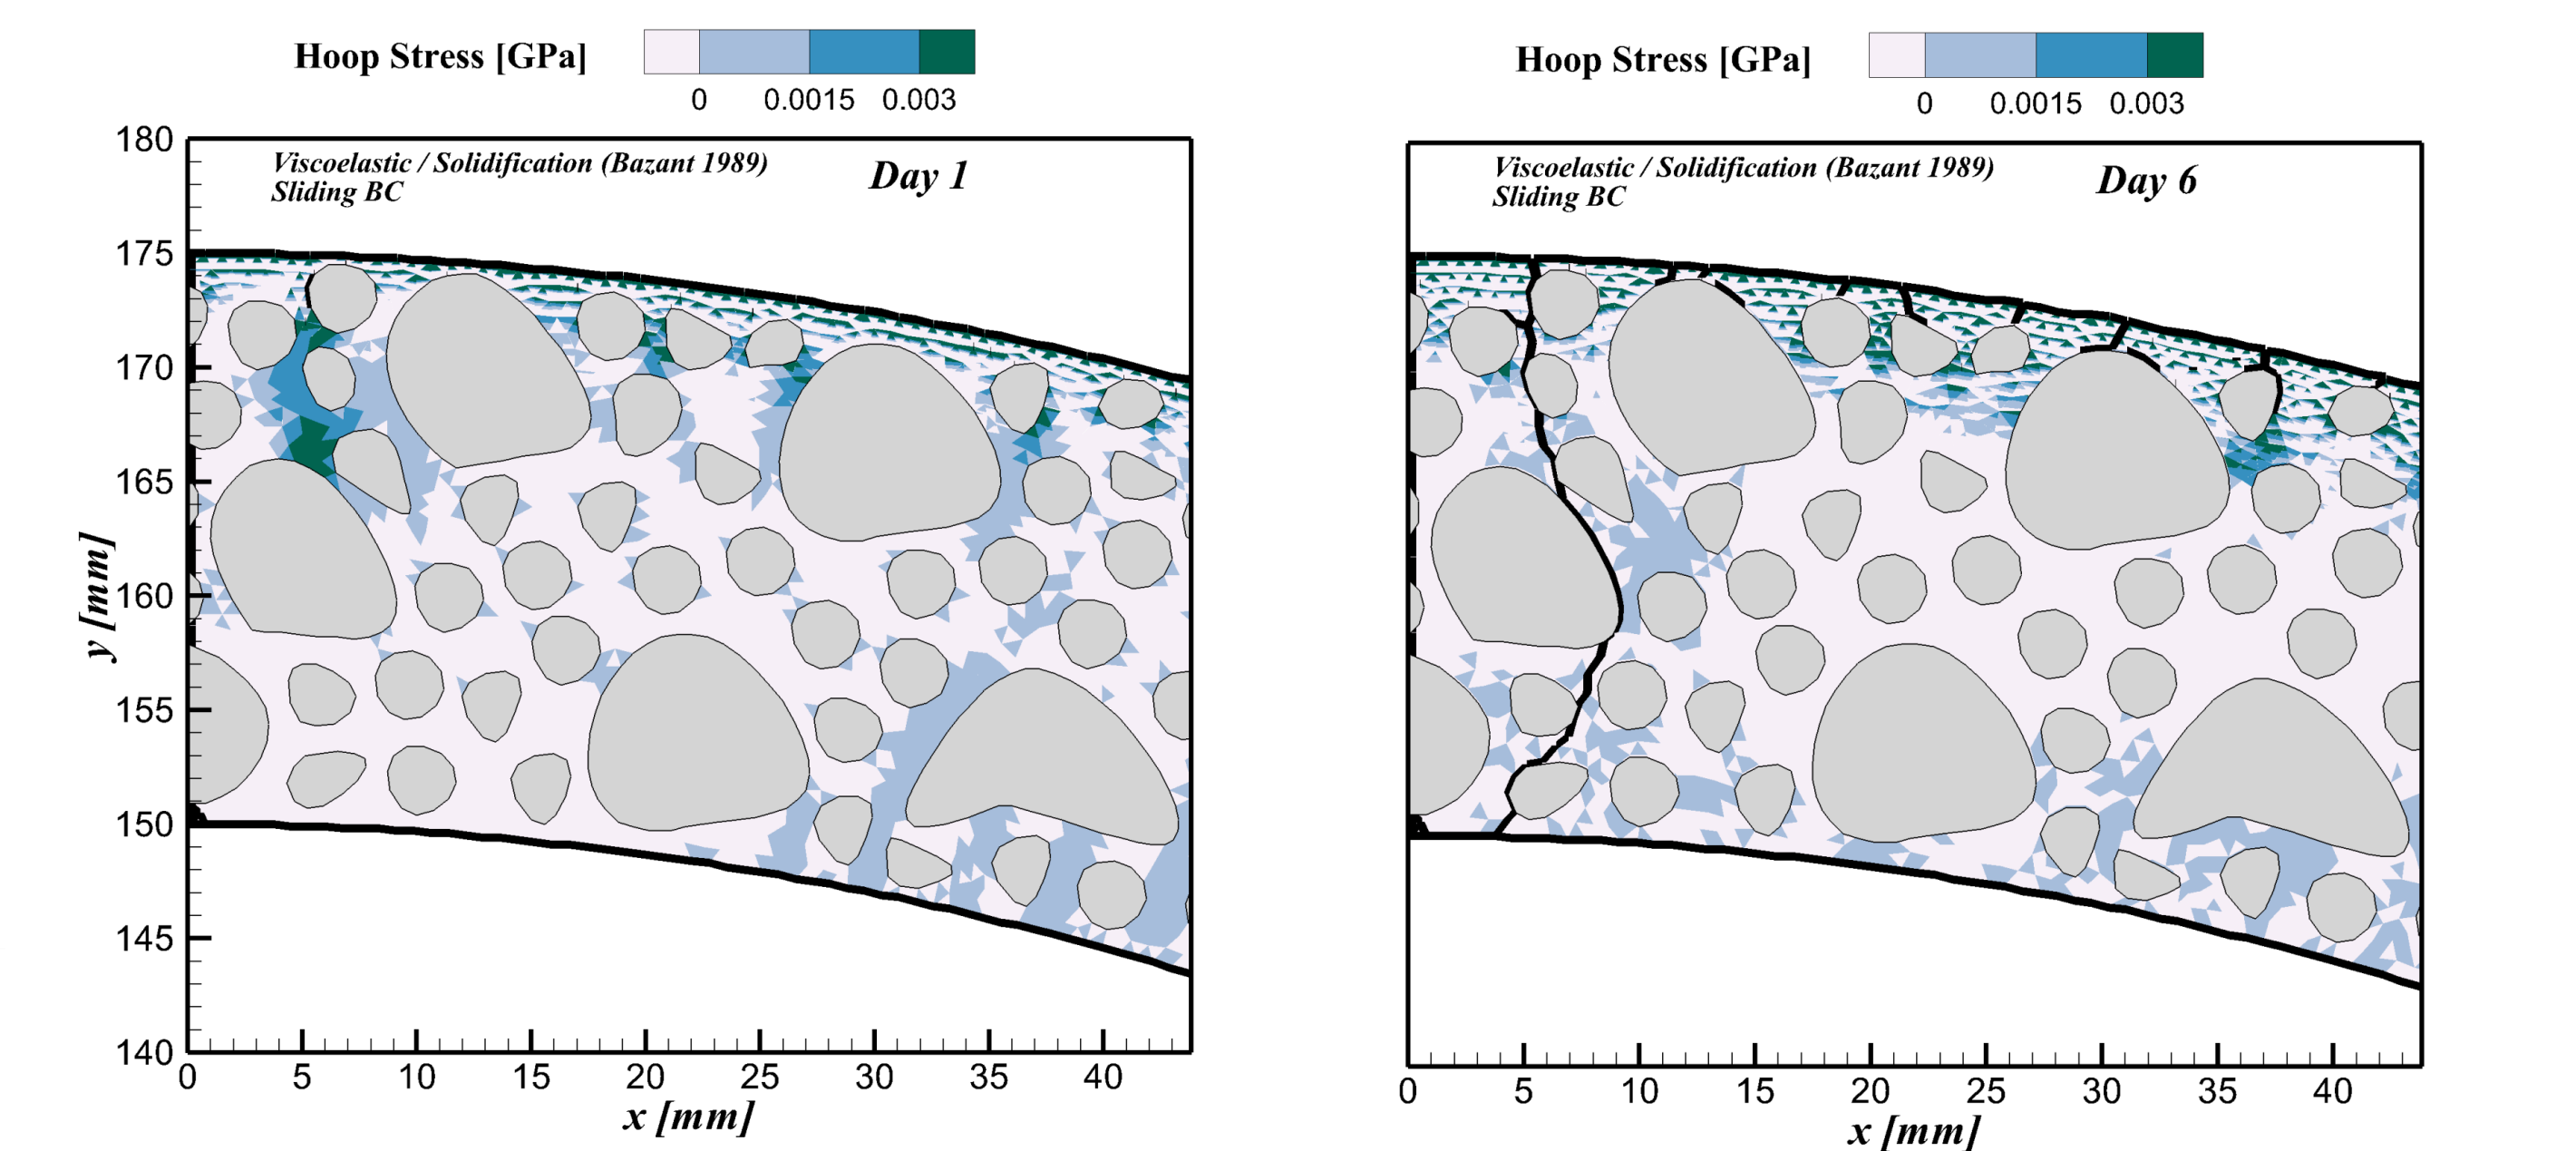 Hoop Stress [GPa]
0 0.0015 0.003
Viscoelastic / Solidification (Bazant 1989)
Sliding BC
Day 1
180
175
170
165
160
155
150
145
140
y [mm]
0 5 10 15 20 25 30 35 40
x [mm]
Hoop Stress [GPa]
0 0.0015 0.003
Viscoelastic / Solidification (Bazant 1989)
Sliding BC
Day 6
0 5 10 15 20 25 30 35 40
x [mm]